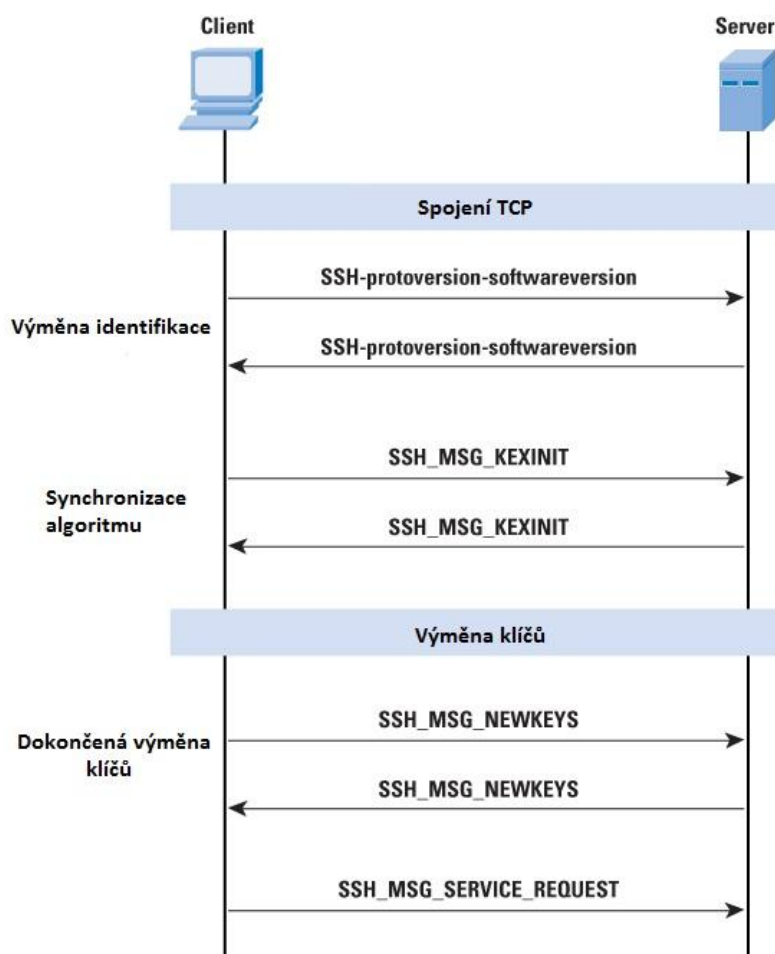 Client
Server
Spojení TCP
SSH-protoversion-softwareversion
Výměna identifikace
SSH-protoversion-softwareversion
SSH_MSG_KEXINIT
Synchronizace
algoritmu
SSH_MSG_KEXINIT
Výměna klíčů
SSH_MSG_NEWKEYS
Dokončená výměna
klíčů
SSH_MSG_NEWKEYS
SSH_MSG_SERVICE_REQUEST